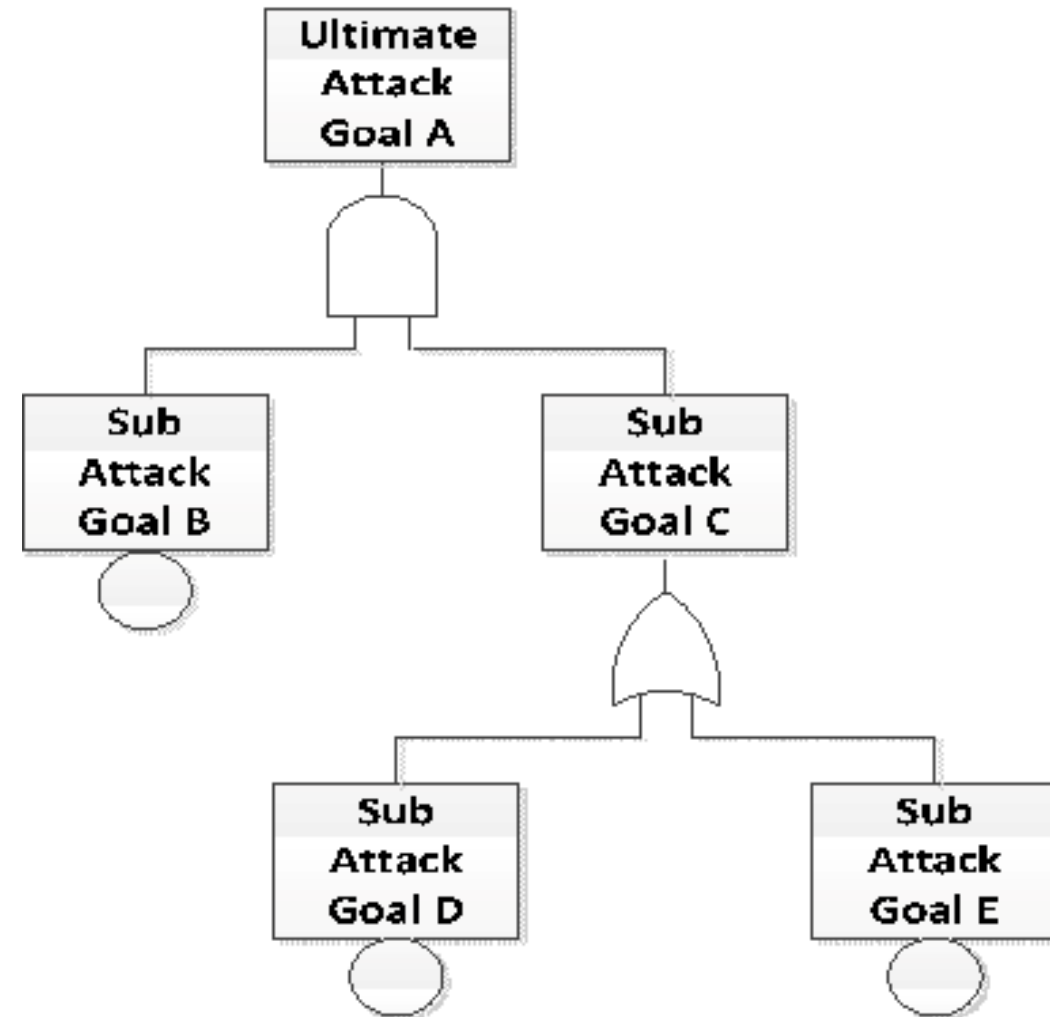 Ultimate
Attack
Goal A
Sub
Attack
Goal B
Sub
Attack
Goal C
Sub
Attack
Goal D
Sub
Attack
Goal E